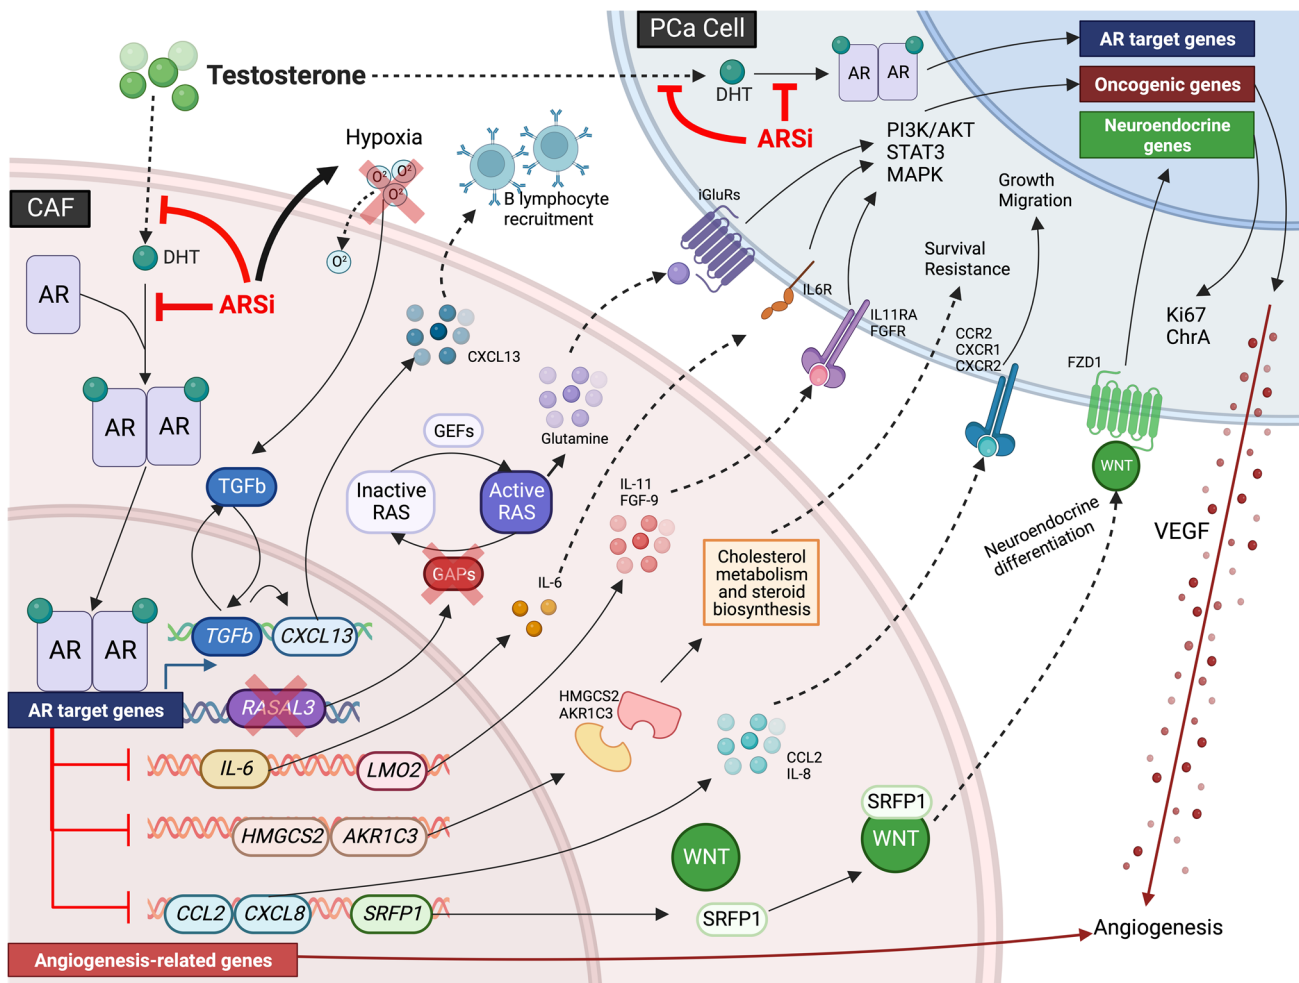 PCa Cell
AR target genes
Oncogenic genes
Neuroendocrine
genes
Testosterone
DHT
AR
AR
ARSi
PI3K/AKT
STAT3
MAPK
Hypoxia
O²
O²
O²
O²
B lymphocyte
recruitment
iGluRs
Growth
Migration
CAF
DHT
ARSi
AR
Survival
Resistance
IL6R
IL11RA
FGFR
Ki67
ChrA
CCR2
CXCR1
CXCR2
FZD1
CXCL13
AR
AR
GEFs
Glutamine
WNT
TGFb
Inactive
RAS
Active
RAS
IL-11
FGF-9
Neuroendocrine
differentiation
VEGF
GAPs
IL-6
Cholesterol
metabolism
and steroid
biosynthesis
AR
AR
TGFb
CXCL13
AR target genes
RASAL3
HMGCS2
AKR1C3
IL-6
LMO2
CCL2
IL-8
HMGCS2
AKR1C3
SRFP1
WNT
WNT
CCL2
CXCL8
SRFP1
SRFP1
Angiogenesis
Angiogenesis-related genes